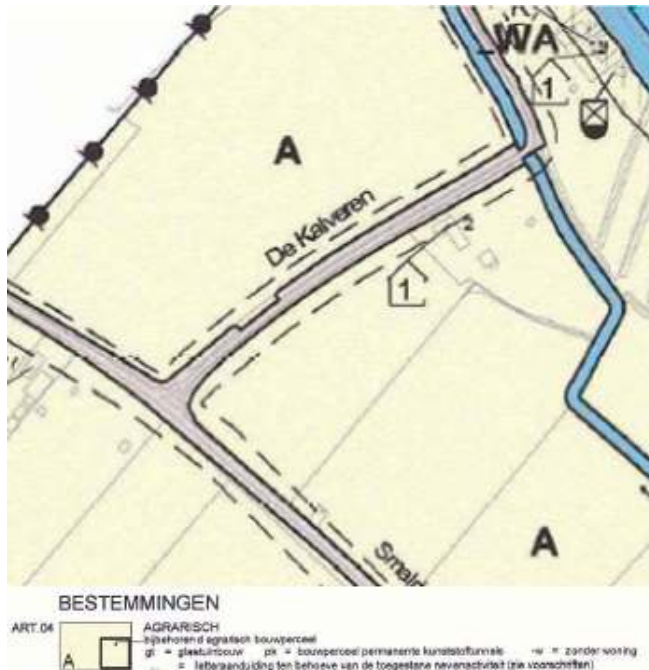 WA
1
A
De Kalveren
2
1
A
BESTEMMINGEN
ART.04
AGRARISCH
bijbehorend agrarisch bouwperceel
A
gt = glastuinbouw pk = bouwperceel permanente kunststoftunnels -w = zonder woning
= letteraanduiding ten behoeve van de toegestane nevenactiviteit (zie voorschriften)